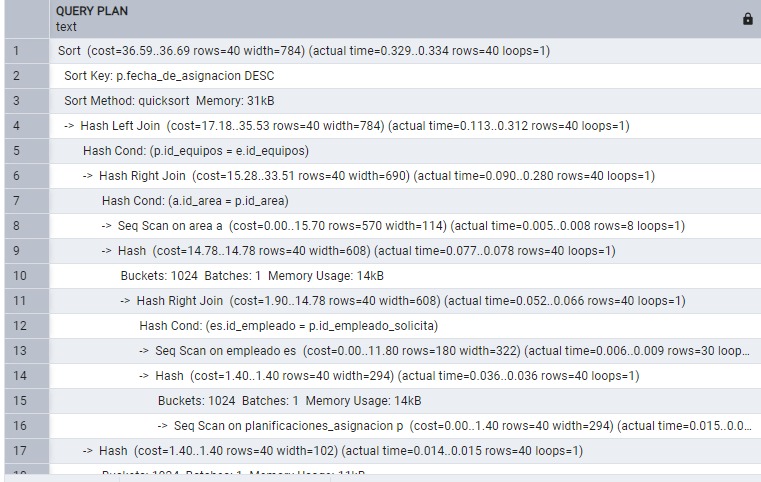 QUERY PLAN
text
1 Sort (cost=36.59..36.69 rows=40 width=784) (actual time=0.329..0.334 rows=40 loops=1)
2 Sort Key: p.fecha_de_asignacion DESC
3 Sort Method: quicksort Memory: 31kB
4 -> Hash Left Join (cost=17.18..35.53 rows=40 width=784) (actual time=0.113..0.312 rows=40 loops=1)
5 Hash Cond: (p.id_equipos = e.id_equipos)
6 -> Hash Right Join (cost=15.28..33.51 rows=40 width=690) (actual time=0.090..0.280 rows=40 loops=1)
7 Hash Cond: (a.id_area = p.id_area)
8 -> Seq Scan on area a (cost=0.00..15.70 rows=570 width=114) (actual time=0.005..0.008 rows=8 loops=1)
9 -> Hash (cost=14.78..14.78 rows=40 width=608) (actual time=0.077..0.078 rows=40 loops=1)
10 Buckets: 1024 Batches: 1 Memory Usage: 14kB
11 -> Hash Right Join (cost=1.90..14.78 rows=40 width=608) (actual time=0.052..0.066 rows=40 loops=1)
12 Hash Cond: (es.id_empleado = p.id_empleado_solicita)
13 -> Seq Scan on empleado es (cost=0.00..11.80 rows=180 width=322) (actual time=0.006..0.009 rows=30 loop...
14 -> Hash (cost=1.40..1.40 rows=40 width=294) (actual time=0.036..0.036 rows=40 loops=1)
15 Buckets: 1024 Batches: 1 Memory Usage: 14kB
16 -> Seq Scan on planificaciones_asignacion p (cost=0.00..1.40 rows=40 width=294) (actual time=0.015..0.0...
17 -> Hash (cost=1.40..1.40 rows=40 width=102) (actual time=0.014..0.015 rows=40 loops=1)